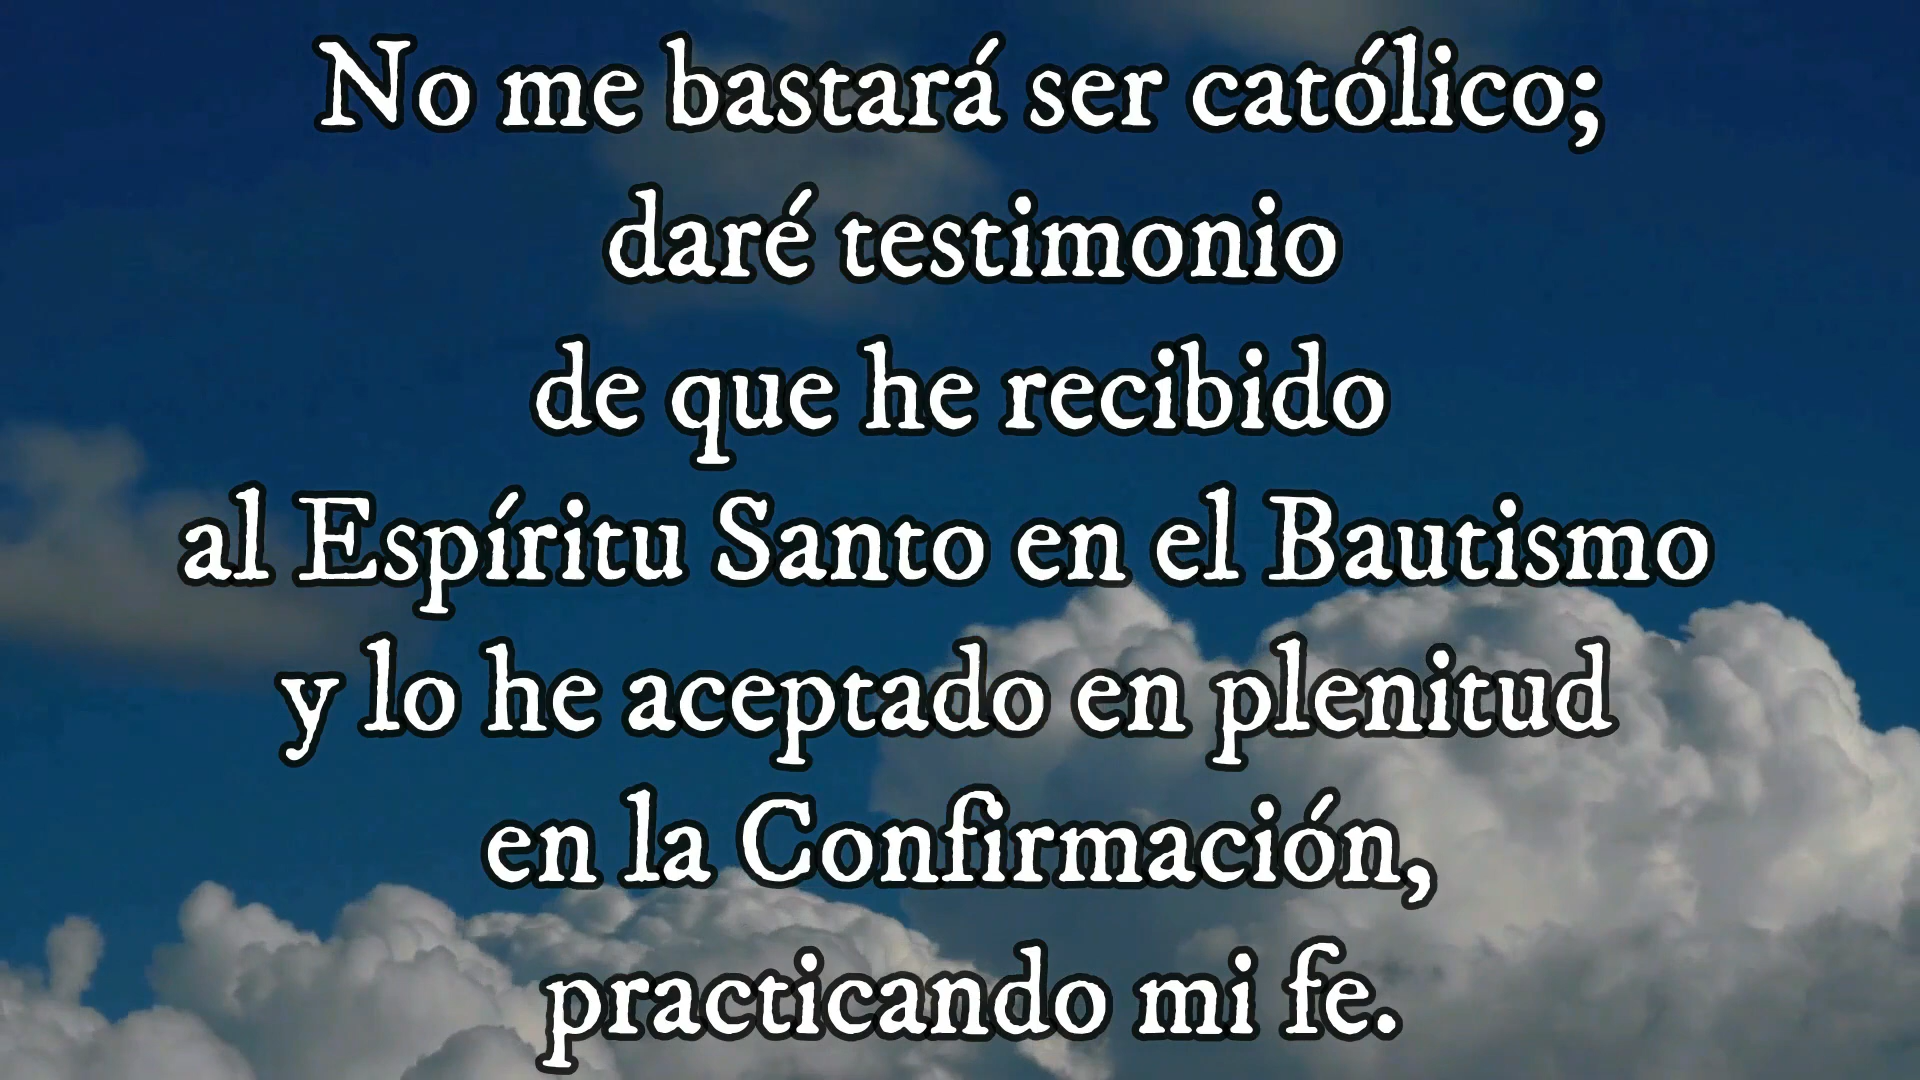 No me bastará ser católico;
daré testimonio
de que he recibido
al Espíritu Santo en el Bautismo
y lo he aceptado en plenitud
en la Confirmación,
practicando mi fe.